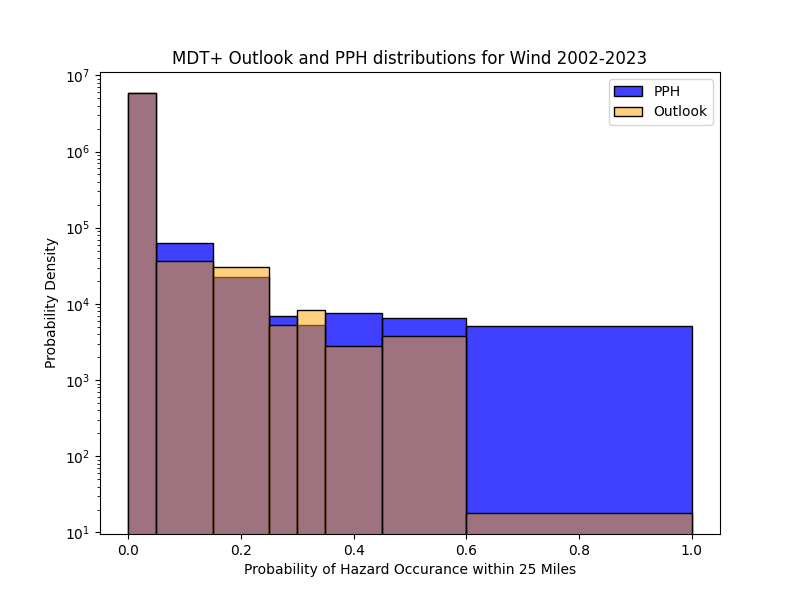 MDT+ Outlook and PPH distributions for Wind 2002-2023
PPH
Outlook
Probability Density
10^7
10^6
10^5
10^4
10^3
10^2
10^1
0.0 0.2 0.4 0.6 0.8 1.0
Probability of Hazard Occurance within 25 Miles